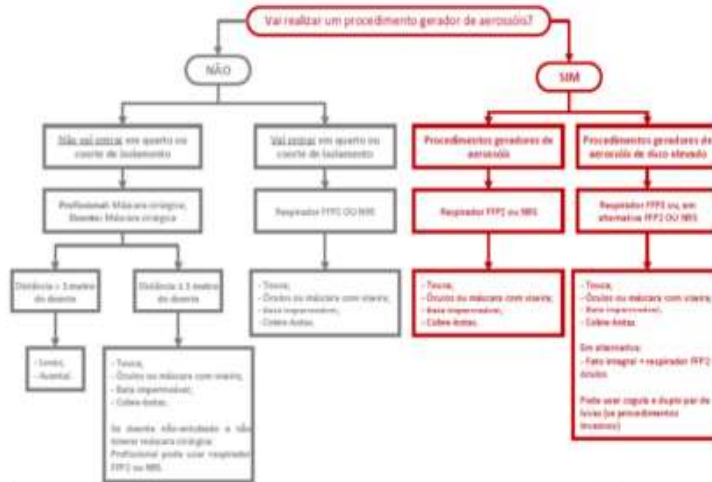 Vai realizar um procedimento gerador de aerossóis?
NÃO
SIM
Não vai entrar em quarto ou
coorte de isolamento
Vai entrar em quarto ou
coorte de isolamento
Procedimentos geradores de
aerossóis
Procedimentos geradores de
aerossóis de risco elevado
Profissional: Máscara cirúrgica;
Doente: Máscara cirúrgica
Respirador FFP2 OU N95
Respirador FFP2 ou N95
Respirador FFP3 ou, em
alternativa FFP2 OU N95
Distância > 1 metro
do doente
Distância ≤ 1 metro
do doente
- Luvas;
- Avental.
- Touca;
- Óculos ou máscara com viseira;
- Bata impermeável;
- Cobre-botas.
Se doente não-entubado e não
tolerar máscara cirúrgica:
Profissional pode usar respirador
FFP2 ou N95.
- Touca;
- Óculos ou máscara com viseira;
- Bata impermeável;
- Cobre-botas.
- Touca;
- Óculos ou máscara com viseira;
- Bata impermeável;
- Cobre-botas.
- Touca;
- Óculos ou máscara com viseira;
- Bata impermeável;
- Cobre-botas.
Em alternativa:
- Fato integral + respirador FFP2
óculos
Pode usar cogula e duplo par de
luvas (se procedimentos
invasivos)